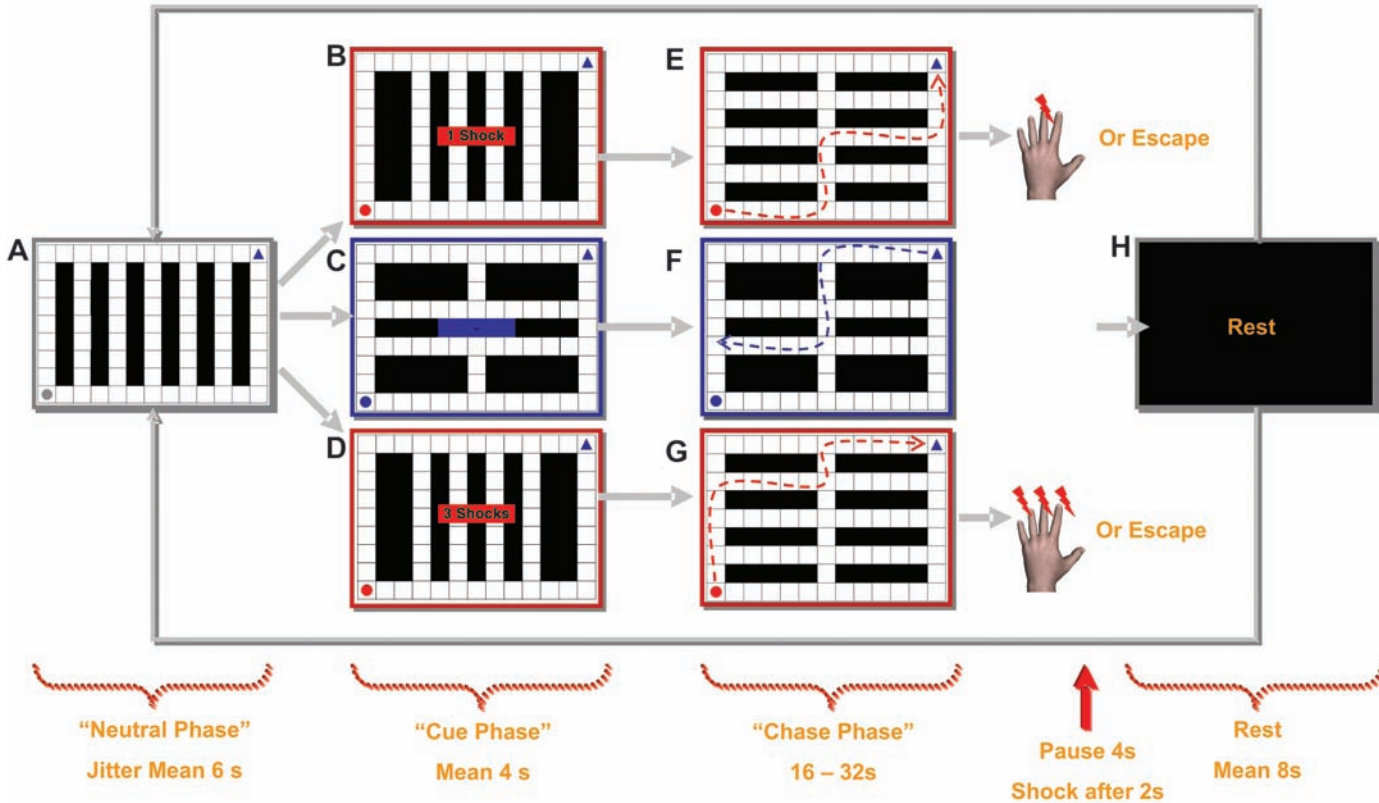 B
E
1 Shock
Or Escape
A
C
F
H
Rest
D
G
3 Shocks
Or Escape
“Neutral Phase”
Jitter Mean 6 s
“Cue Phase”
Mean 4 s
“Chase Phase”
16 – 32s
Pause 4s
Shock after 2s
Rest
Mean 8s